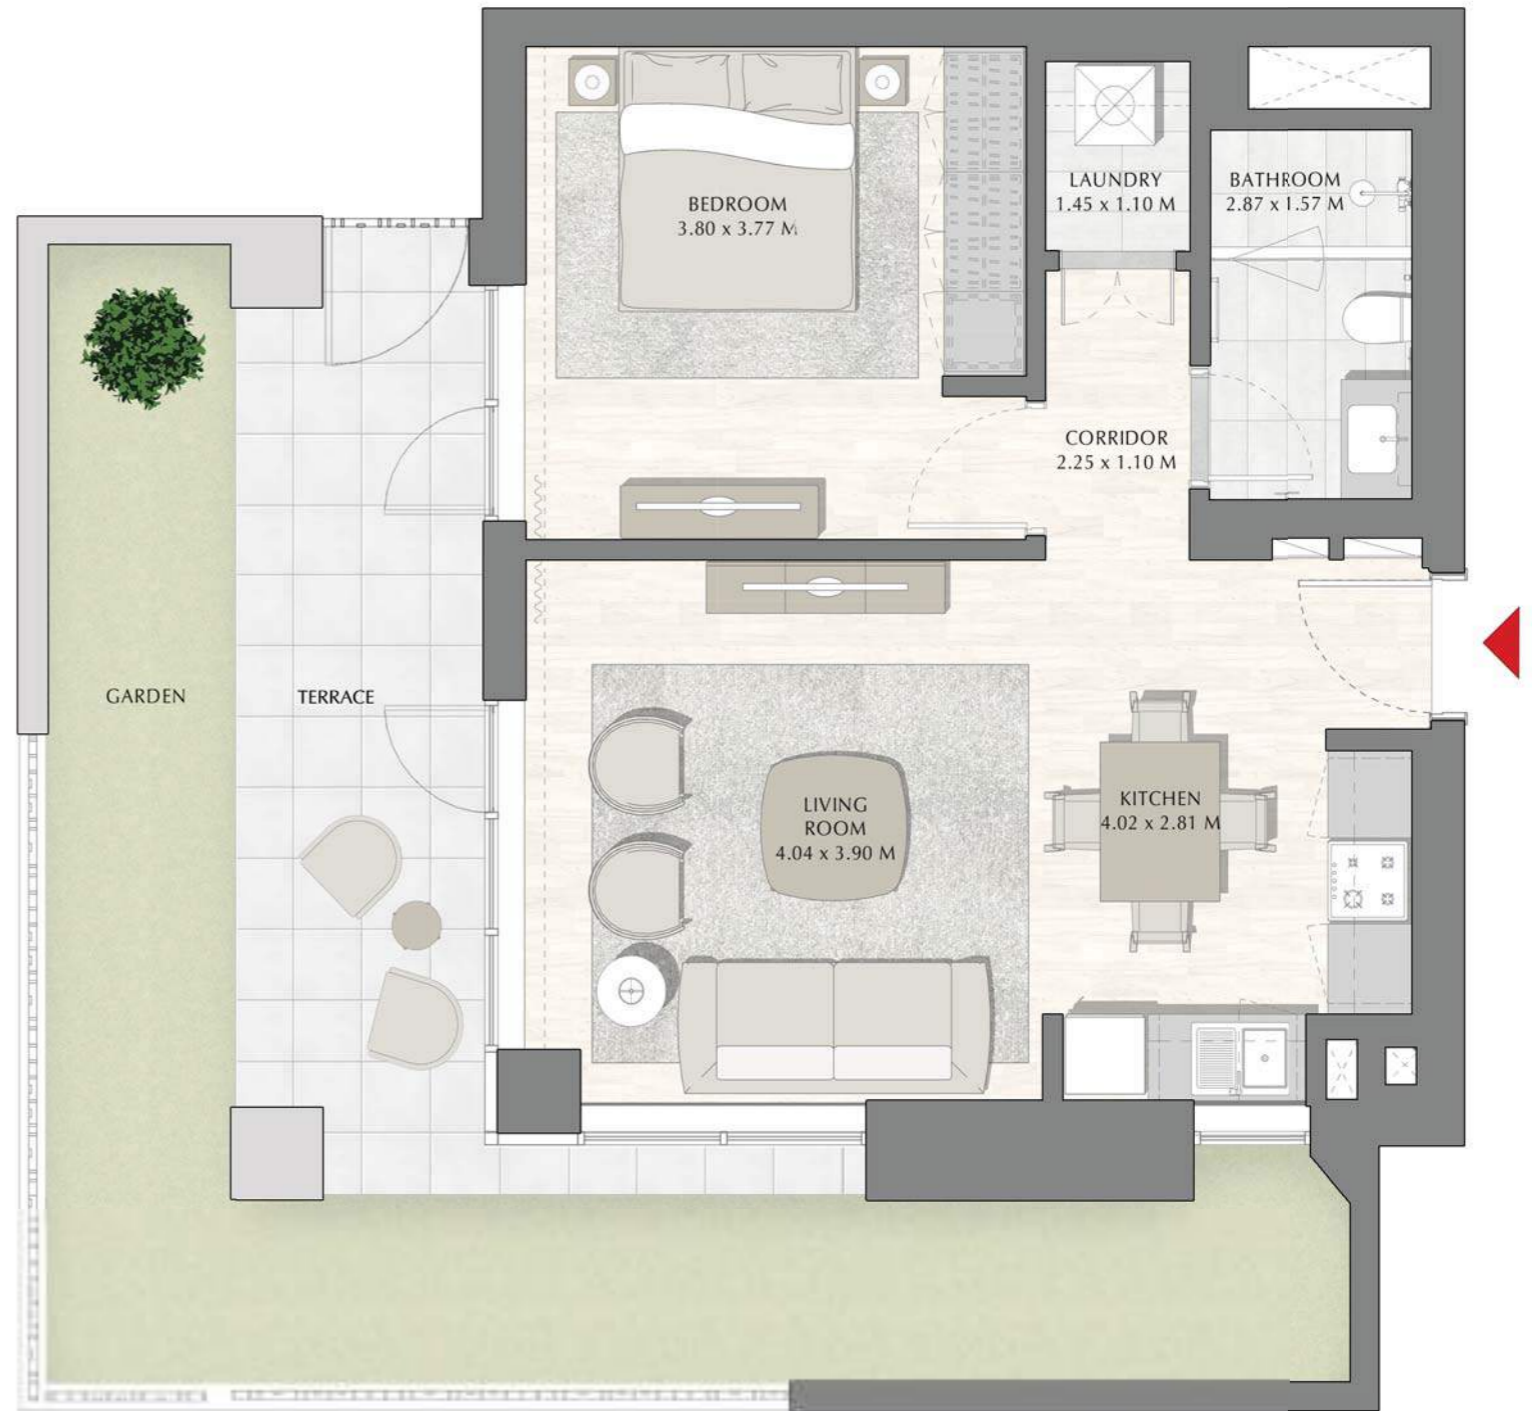 BEDROOM
3.80 x 3.77 M
LAUNDRY
1.45 x 1.10 M
BATHROOM
2.87 x 1.57 M
CORRIDOR
2.25 x 1.10 M
GARDEN
TERRACE
LIVING
ROOM
4.04 x 3.90 M
KITCHEN
4.02 x 2.81 M